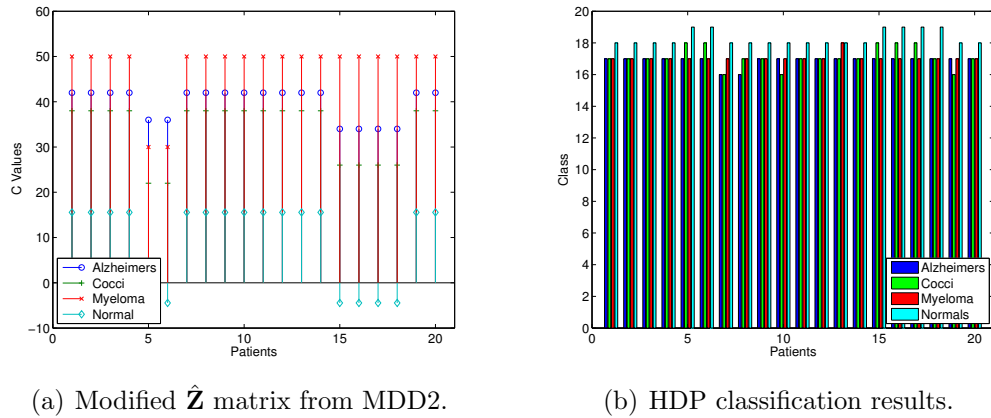 60
50
40
30
20
10
0
−10
0 5 10 15 20
C Values
Patients
Alzheimers
Cocci
Myeloma
Normal
20
18
16
14
12
10
8
6
4
2
0
0 5 10 15 20
Class
Patients
Alzheimers
Cocci
Myeloma
Normals
(a) Modified Ẑ matrix from MDD2.
(b) HDP classification results.